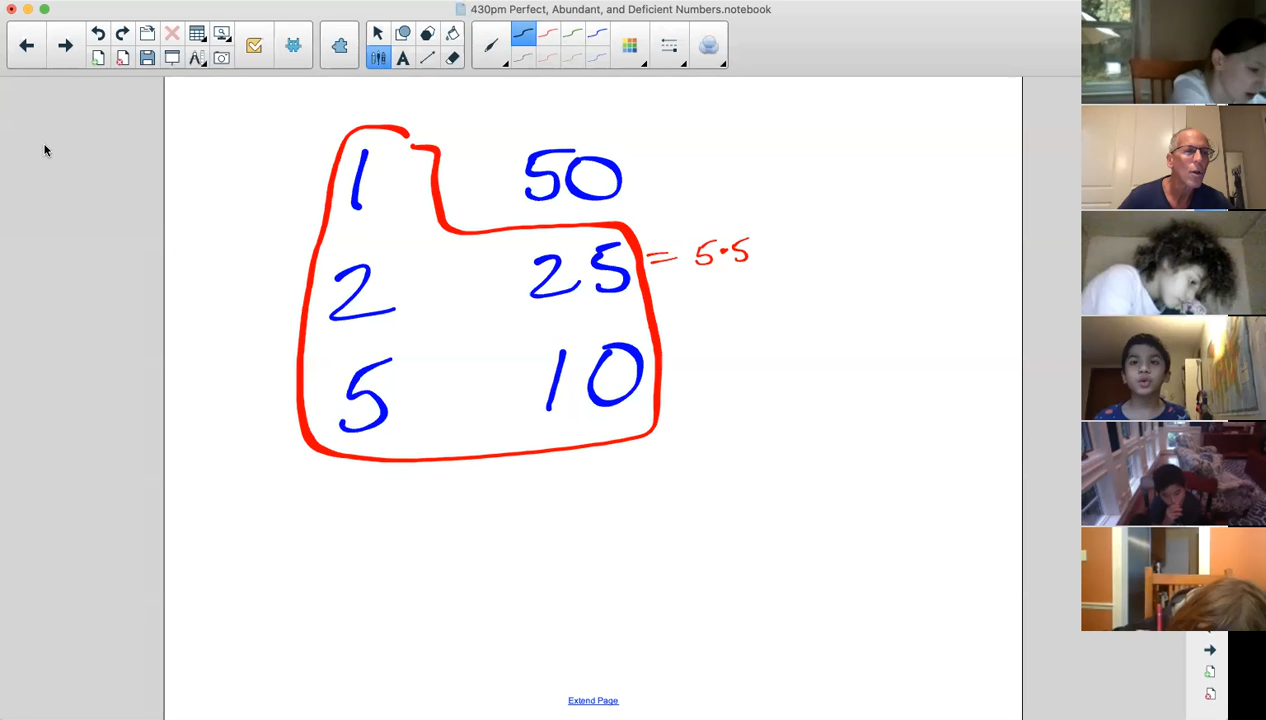 430pm Perfect, Abundant, and Deficient Numbers.notebook
A
1 50
2 25 = 5·5
5 10
Extend Page